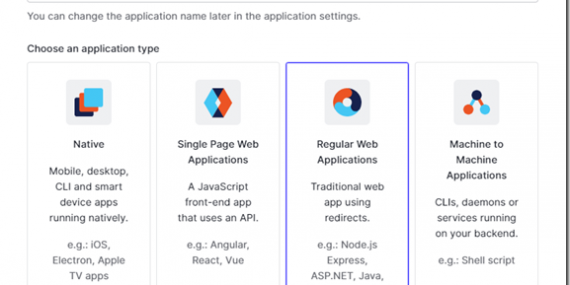 You can change the application name later in the application settings.
Choose an application type
Native
Mobile, desktop,
CLI and smart
device apps
running natively.
e.g.: iOS,
Electron, Apple
TV apps
Single Page Web
Applications
A JavaScript
front-end app
that uses an API.
e.g.: Angular,
React, Vue
Regular Web
Applications
Traditional web
app using
redirects.
e.g.: Node.js
Express,
ASP.NET, Java,
Machine to
Machine
Applications
CLIs, daemons or
services running
on your backend.
e.g.: Shell script